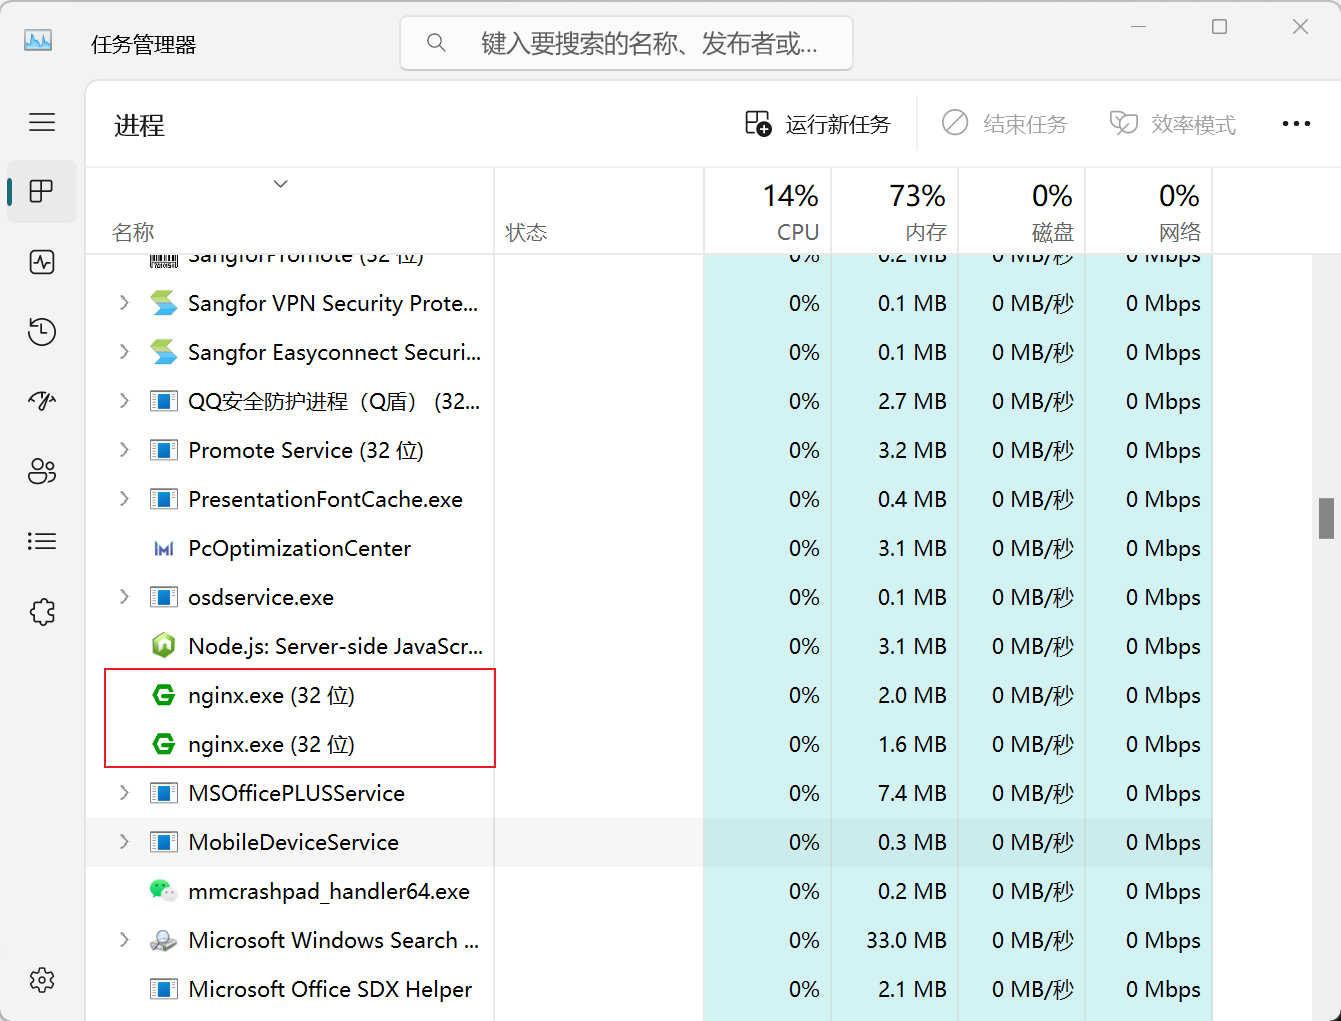 任务管理器
键入要搜索的名称、发布者或...
进程
运行新任务
结束任务
效率模式
14% 73% 0% 0%
名称 状态 CPU 内存 磁盘 网络
SangforPromote (32 位) 0% 0.2 MB 0 MB/秒 0 Mbps
Sangfor VPN Security Prote... 0% 0.1 MB 0 MB/秒 0 Mbps
Sangfor Easyconnect Securi... 0% 0.1 MB 0 MB/秒 0 Mbps
QQ安全防护进程（Q盾） (32... 0% 2.7 MB 0 MB/秒 0 Mbps
Promote Service (32 位) 0% 3.2 MB 0 MB/秒 0 Mbps
PresentationFontCache.exe 0% 0.4 MB 0 MB/秒 0 Mbps
PcOptimizationCenter 0% 3.1 MB 0 MB/秒 0 Mbps
osdservice.exe 0% 0.1 MB 0 MB/秒 0 Mbps
Node.js: Server-side JavaScr... 0% 3.1 MB 0 MB/秒 0 Mbps
nginx.exe (32 位) 0% 2.0 MB 0 MB/秒 0 Mbps
nginx.exe (32 位) 0% 1.6 MB 0 MB/秒 0 Mbps
MSOfficePLUSService 0% 7.4 MB 0 MB/秒 0 Mbps
MobileDeviceService 0% 0.3 MB 0 MB/秒 0 Mbps
mmcrashpad_handler64.exe 0% 0.2 MB 0 MB/秒 0 Mbps
Microsoft Windows Search ... 0% 33.0 MB 0 MB/秒 0 Mbps
Microsoft Office SDX Helper 0% 2.1 MB 0 MB/秒 0 Mbps